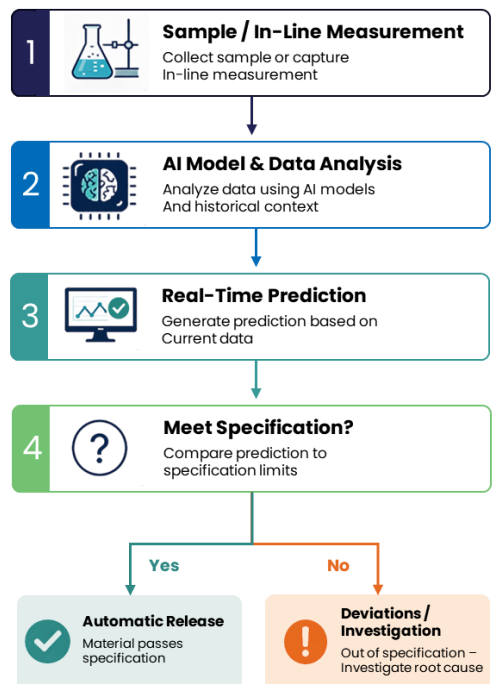 1
Sample / In-Line Measurement
Collect sample or capture
In-line measurement
2
AI Model & Data Analysis
Analyze data using AI models
And historical context
3
Real-Time Prediction
Generate prediction based on
Current data
4
?
Meet Specification?
Compare prediction to
specification limits
Yes
No
Automatic Release
Material passes
specification
!
Deviations /
Investigation
Out of specification –
Investigate root cause